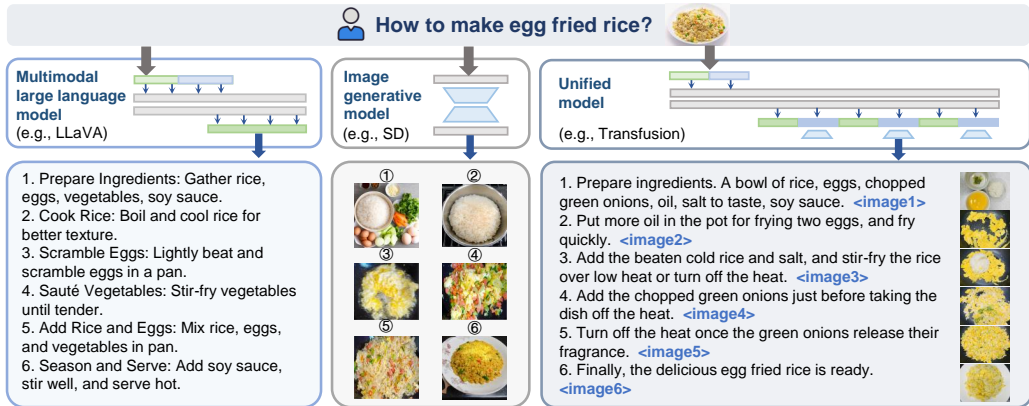 How to make egg fried rice?
Multimodal
large language
model
(e.g., LLaVA)
1. Prepare Ingredients: Gather rice,
eggs, vegetables, soy sauce.
2. Cook Rice: Boil and cool rice for
better texture.
3. Scramble Eggs: Lightly beat and
scramble eggs in a pan.
4. Sauté Vegetables: Stir-fry vegetables
until tender.
5. Add Rice and Eggs: Mix rice, eggs,
and vegetables in pan.
6. Season and Serve: Add soy sauce,
stir well, and serve hot.
Image
generative
model
(e.g., SD)
① ②
③ ④
⑤ ⑥
Unified
model
(e.g., Transfusion)
1. Prepare ingredients. A bowl of rice, eggs, chopped
green onions, oil, salt to taste, soy sauce. <image1>
2. Put more oil in the pot for frying two eggs, and fry
quickly. <image2>
3. Add the beaten cold rice and salt, and stir-fry the rice
over low heat or turn off the heat. <image3>
4. Add the chopped green onions just before taking the
dish off the heat. <image4>
5. Turn off the heat once the green onions release their
fragrance. <image5>
6. Finally, the delicious egg fried rice is ready.
<image6>